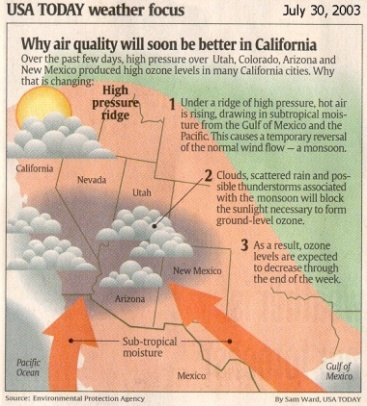 USA TODAY weather focus
July 30, 2003
Why air quality will soon be better in California
Over the past few days, high pressure over Utah, Colorado, Arizona and
New Mexico produced high ozone levels in many California cities. Why
that is changing:
High
pressure
ridge
1 Under a ridge of high pressure, hot air
is rising, drawing in subtropical mois-
ture from the Gulf of Mexico and the
Pacific. This causes a temporary reversal
of the normal wind flow — a monsoon.
2 Clouds, scattered rain and pos-
sible thunderstorms associated
with the monsoon will block
the sunlight necessary to form
ground-level ozone.
3 As a result, ozone
levels are expected
to decrease through
the end of the week.
California
Nevada
Utah
New Mexico
Arizona
Sub-tropical
moisture
Pacific
Ocean
Mexico
Gulf of
Mexico
Source: Environmental Protection Agency
By Sam Ward, USA TODAY